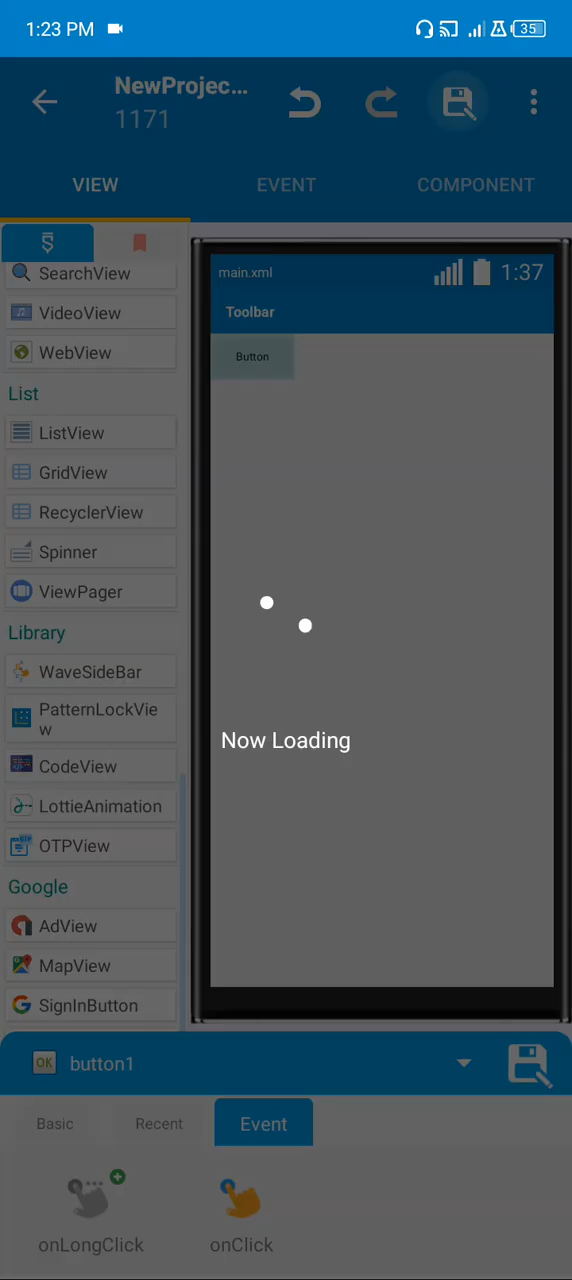 1:23 PM
35
NewProjec...
1171
VIEW
EVENT
COMPONENT
SearchView
VideoView
WebView
List
ListView
GridView
RecyclerView
Spinner
ViewPager
Library
WaveSideBar
PatternLockVie
w
CodeView
LottieAnimation
OTPView
Google
AdView
MapView
SignInButton
main.xml
1:37
Toolbar
Button
Now Loading
OK
button1
Basic
Recent
Event
onLongClick
onClick